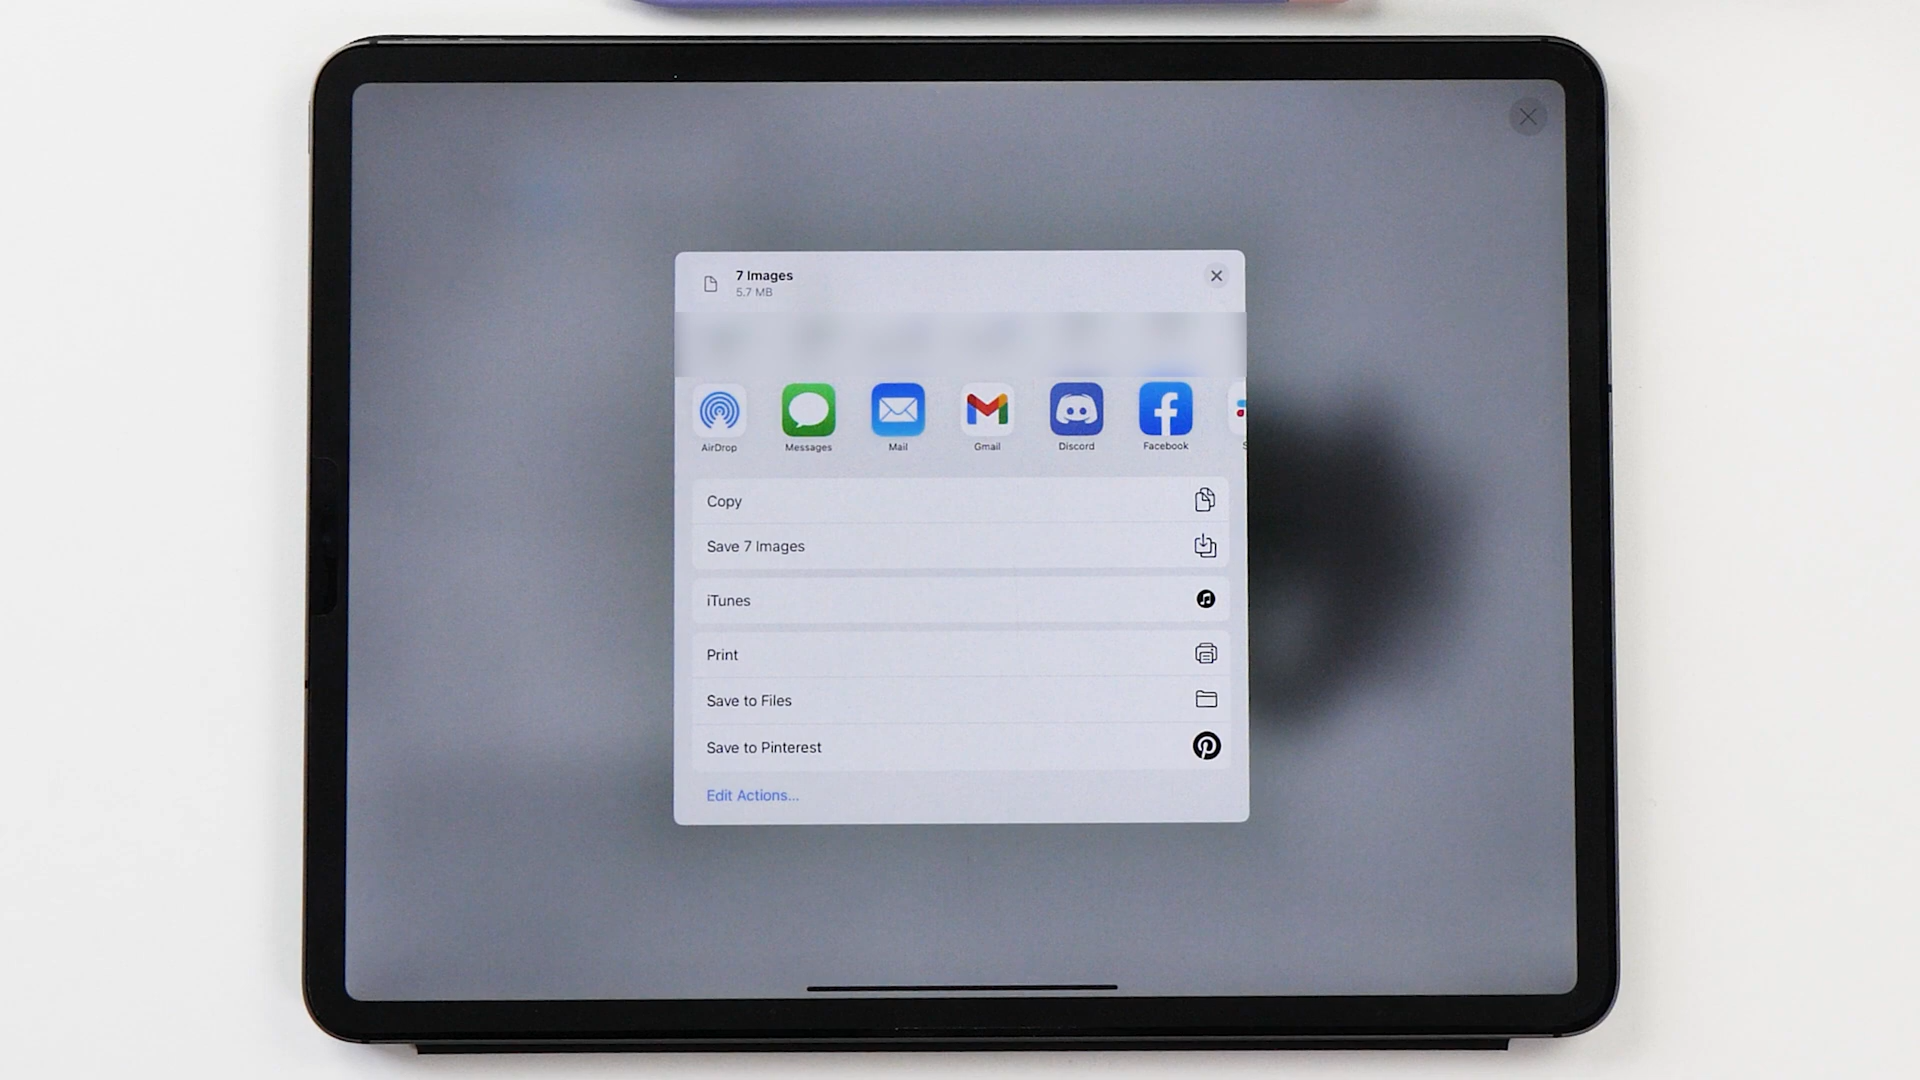 7 Images
5.7 MB
AirDrop
Messages
Mail
Gmail
Discord
Facebook
Copy
Save 7 Images
iTunes
Print
Save to Files
Save to Pinterest
Edit Actions...